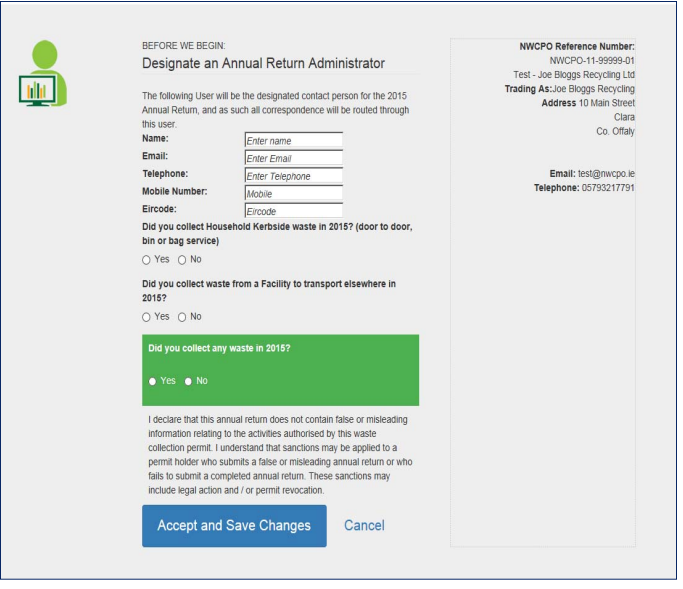 BEFORE WE BEGIN:
Designate an Annual Return Administrator
The following User will be the designated contact person for the 2015
Annual Return, and as such all correspondence will be routed through
this user.
Name: Enter name
Email: Enter Email
Telephone: Enter Telephone
Mobile Number: Mobile
Eircode: Eircode
Did you collect Household Kerbside waste in 2015? (door to door,
bin or bag service)
Yes No
Did you collect waste from a Facility to transport elsewhere in
2015?
Yes No
Did you collect any waste in 2015?
Yes No
I declare that this annual return does not contain false or misleading
information relating to the activities authorised by this waste
collection permit. I understand that sanctions may be applied to a
permit holder who submits a false or misleading annual return or who
fails to submit a completed annual return. These sanctions may
include legal action and / or permit revocation.
Accept and Save Changes Cancel
NWCPO Reference Number:
NWCPO-11-99999-01
Test - Joe Bloggs Recycling Ltd
Trading As:Joe Bloggs Recycling
Address 10 Main Street
Clara
Co. Offaly
Email: test@nwcpo.ie
Telephone: 05793217791